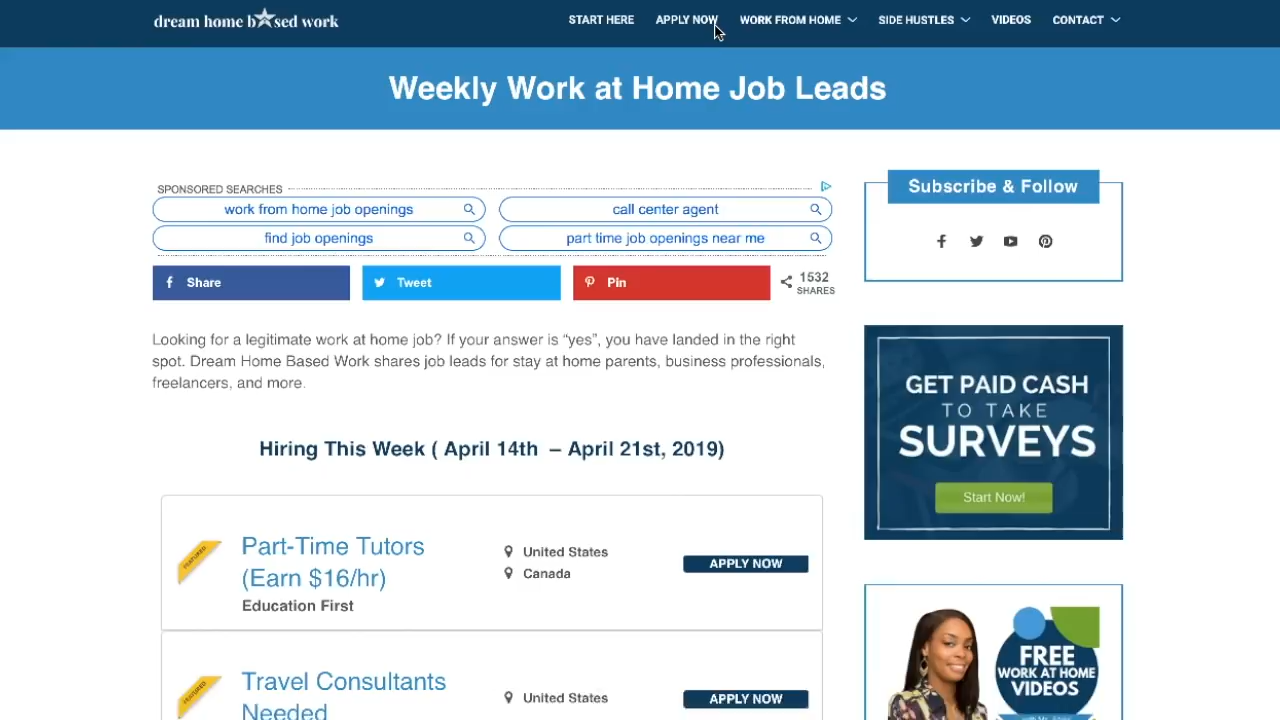 dream home b sed work
START HERE
APPLY NOW
WORK FROM HOME
SIDE HUSTLES
VIDEOS
CONTACT
Weekly Work at Home Job Leads
SPONSORED SEARCHES
work from home job openings
call center agent
find job openings
part time job openings near me
Share
Tweet
Pin
1532
SHARES
Looking for a legitimate work at home job? If your answer is “yes”, you have landed in the right
spot. Dream Home Based Work shares job leads for stay at home parents, business professionals,
freelancers, and more.
Hiring This Week ( April 14th – April 21st, 2019)
FEATURED
Part-Time Tutors
(Earn $16/hr)
Education First
United States
Canada
APPLY NOW
FEATURED
Travel Consultants
Needed
United States
APPLY NOW
Subscribe & Follow
GET PAID CASH
TO TAKE
SURVEYS
Start Now!
FREE
WORK AT HOME
VIDEOS